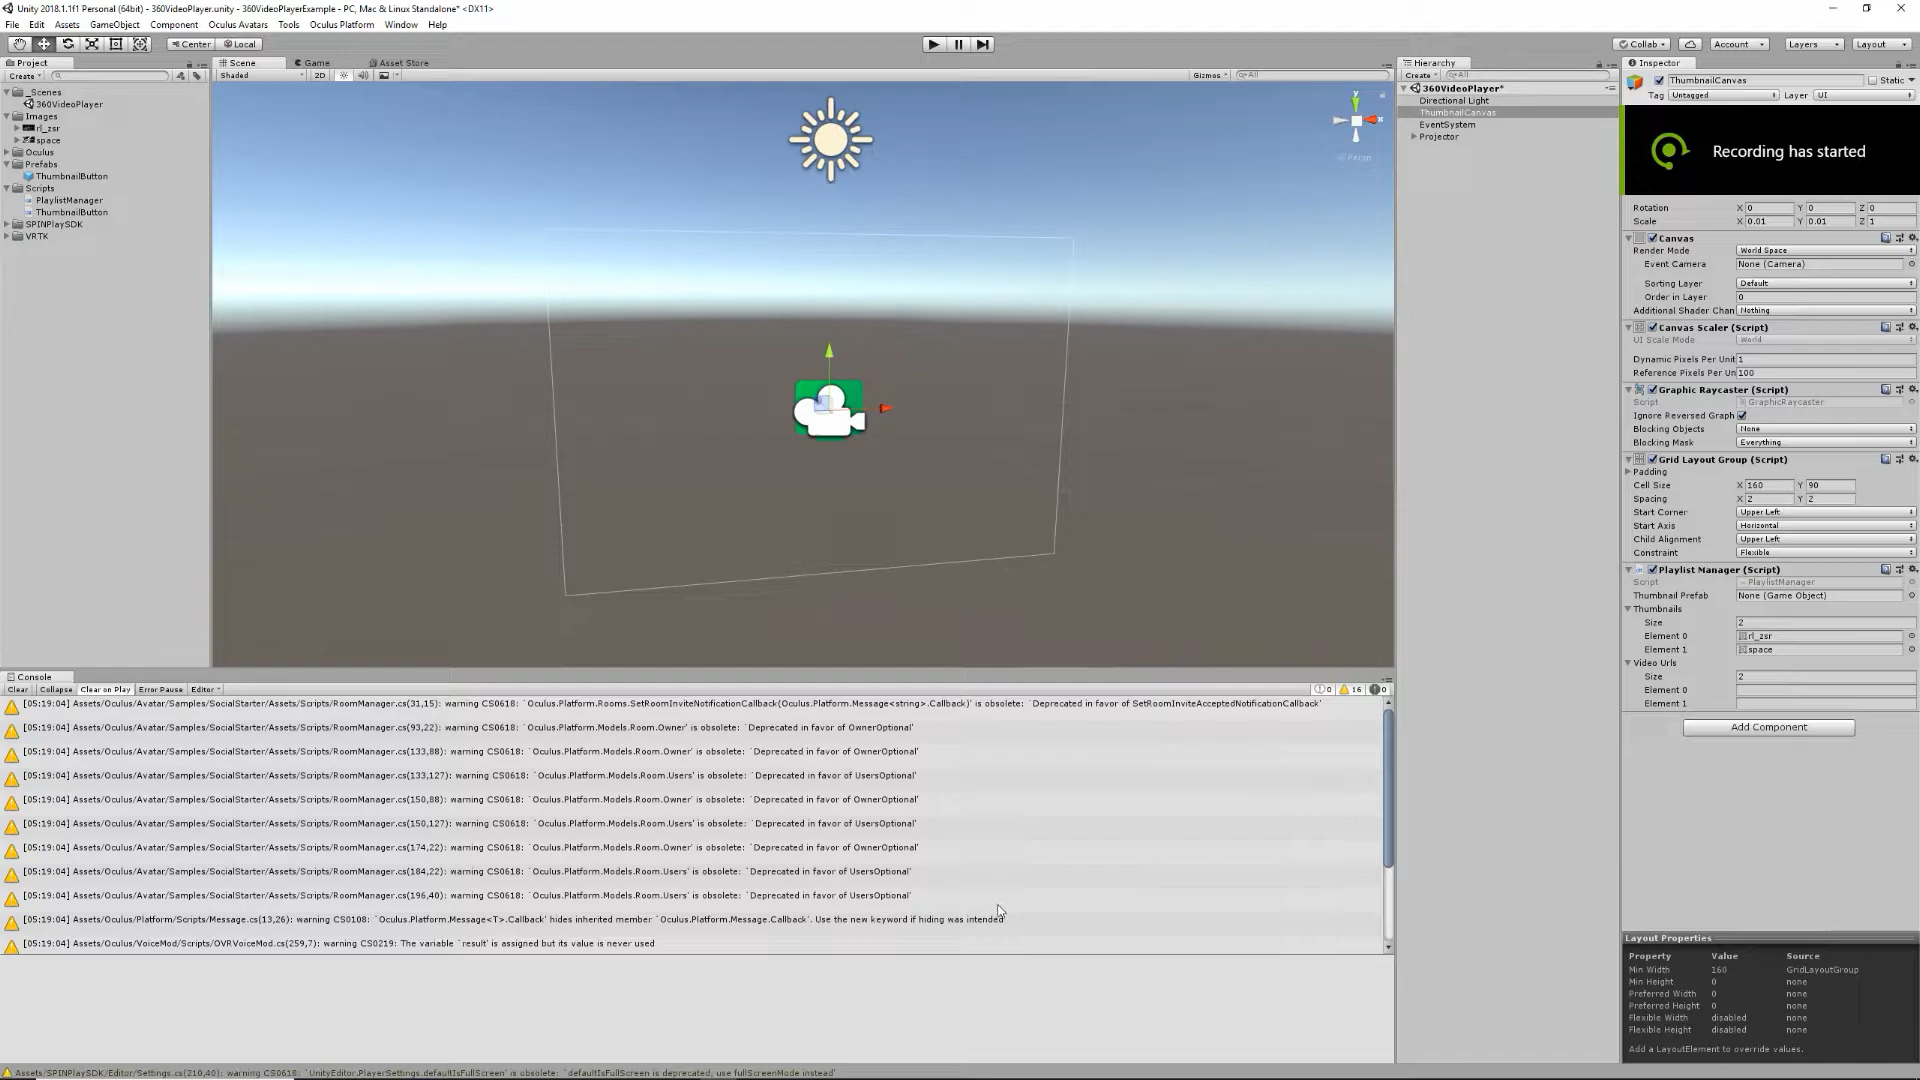 Unity 2018.1.1f1 Personal (64bit) - 360VideoPlayer.unity - 360VideoPlayerExample - PC, Mac & Linux Standalone* <DX11>
File Edit Assets GameObject Component Oculus Avatars Tools Oculus Platform Window Help
Center Local
Collab Account Layers Layout
Project
Create
_Scenes
360VideoPlayer
Images
rl_zsr
space
Oculus
Prefabs
ThumbnailButton
Scripts
PlaylistManager
ThumbnailButton
SPINPlaySDK
VRTK
Scene Game Asset Store
Shaded 2D Gizmos All
y
x
Persp
Hierarchy
Create All
360VideoPlayer*
Directional Light
ThumbnailCanvas
EventSystem
Projector
Inspector
ThumbnailCanvas Static
Tag Untagged Layer UI
Recording has started
Rotation X 0 Y 0 Z 0
Scale X 0.01 Y 0.01 Z 1
Canvas
Render Mode World Space
Event Camera None (Camera)
Sorting Layer Default
Order in Layer 0
Additional Shader Chan Nothing
Canvas Scaler (Script)
UI Scale Mode World
Dynamic Pixels Per Unit 1
Reference Pixels Per Un 100
Graphic Raycaster (Script)
Script GraphicRaycaster
Ignore Reversed Graph
Blocking Objects None
Blocking Mask Everything
Grid Layout Group (Script)
Padding
Cell Size X 160 Y 90
Spacing X 2 Y 2
Start Corner Upper Left
Start Axis Horizontal
Child Alignment Upper Left
Constraint Flexible
Playlist Manager (Script)
Script PlaylistManager
Thumbnail Prefab None (Game Object)
Thumbnails
Size 2
Element 0 rl_zsr
Element 1 space
Video Urls
Size 2
Element 0
Element 1
Add Component
Layout Properties
Property Value Source
Min Width 160 GridLayoutGroup
Min Height 0 none
Preferred Width 0 none
Preferred Height 0 none
Flexible Width disabled none
Flexible Height disabled none
Add a LayoutElement to override values.
Console
Clear Collapse Clear on Play Error Pause Editor 0 16 0
[05:19:04] Assets/Oculus/Avatar/Samples/SocialStarter/Assets/Scripts/RoomManager.cs(31,15): warning CS0618: `Oculus.Platform.Rooms.SetRoomInviteNotificationCallback(Oculus.Platform.Message<string>.Callback)' is obsolete: `Deprecated in favor of SetRoomInviteAcceptedNotificationCallback'
[05:19:04] Assets/Oculus/Avatar/Samples/SocialStarter/Assets/Scripts/RoomManager.cs(93,22): warning CS0618: `Oculus.Platform.Models.Room.Owner' is obsolete: `Deprecated in favor of OwnerOptional'
[05:19:04] Assets/Oculus/Avatar/Samples/SocialStarter/Assets/Scripts/RoomManager.cs(133,88): warning CS0618: `Oculus.Platform.Models.Room.Owner' is obsolete: `Deprecated in favor of OwnerOptional'
[05:19:04] Assets/Oculus/Avatar/Samples/SocialStarter/Assets/Scripts/RoomManager.cs(133,127): warning CS0618: `Oculus.Platform.Models.Room.Users' is obsolete: `Deprecated in favor of UsersOptional'
[05:19:04] Assets/Oculus/Avatar/Samples/SocialStarter/Assets/Scripts/RoomManager.cs(150,88): warning CS0618: `Oculus.Platform.Models.Room.Owner' is obsolete: `Deprecated in favor of OwnerOptional'
[05:19:04] Assets/Oculus/Avatar/Samples/SocialStarter/Assets/Scripts/RoomManager.cs(150,127): warning CS0618: `Oculus.Platform.Models.Room.Users' is obsolete: `Deprecated in favor of UsersOptional'
[05:19:04] Assets/Oculus/Avatar/Samples/SocialStarter/Assets/Scripts/RoomManager.cs(174,22): warning CS0618: `Oculus.Platform.Models.Room.Owner' is obsolete: `Deprecated in favor of OwnerOptional'
[05:19:04] Assets/Oculus/Avatar/Samples/SocialStarter/Assets/Scripts/RoomManager.cs(184,22): warning CS0618: `Oculus.Platform.Models.Room.Users' is obsolete: `Deprecated in favor of UsersOptional'
[05:19:04] Assets/Oculus/Avatar/Samples/SocialStarter/Assets/Scripts/RoomManager.cs(196,40): warning CS0618: `Oculus.Platform.Models.Room.Users' is obsolete: `Deprecated in favor of UsersOptional'
[05:19:04] Assets/Oculus/Platform/Scripts/Message.cs(13,26): warning CS0108: `Oculus.Platform.Message<T>.Callback' hides inherited member `Oculus.Platform.Message.Callback'. Use the new keyword if hiding was intended
[05:19:04] Assets/Oculus/VoiceMod/Scripts/OVRVoiceMod.cs(259,7): warning CS0219: The variable `result' is assigned but its value is never used
Assets/SPINPlaySDK/Editor/Settings.cs(210,40): warning CS0618: `UnityEditor.PlayerSettings.defaultIsFullScreen' is obsolete: `defaultIsFullScreen is deprecated, use fullScreenMode instead'